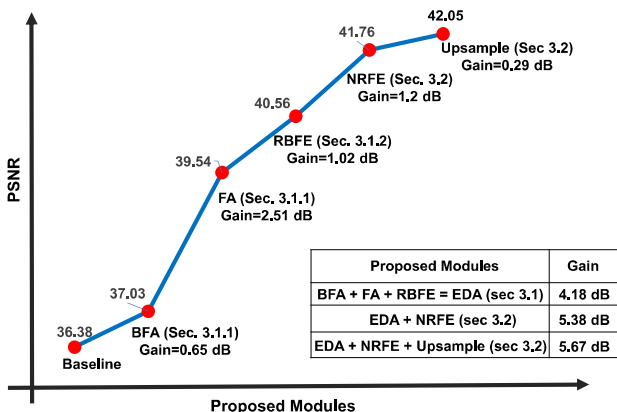 42.05
41.76
Upsample (Sec 3.2)
Gain=0.29 dB
NRFE (Sec. 3.2)
Gain=1.2 dB
40.56
RBFE (Sec. 3.1.2)
Gain=1.02 dB
39.54
FA (Sec. 3.1.1)
Gain=2.51 dB
37.03
BFA (Sec. 3.1.1)
Gain=0.65 dB
36.38
Baseline
PSNR
Proposed Modules
Proposed Modules Gain
BFA + FA + RBFE = EDA (sec 3.1) 4.18 dB
EDA + NRFE (sec 3.2) 5.38 dB
EDA + NRFE + Upsample (sec 3.2) 5.67 dB